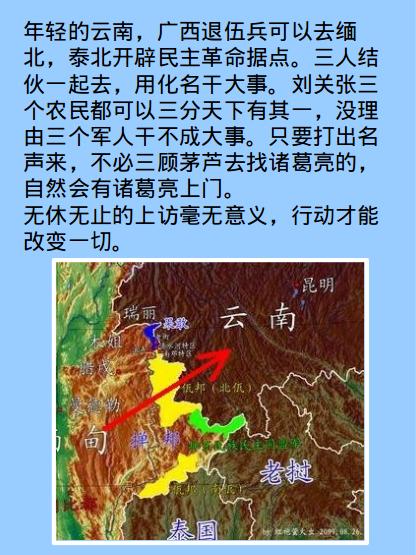 年轻的云南，广西退伍兵可以去缅
北，泰北开辟民主革命据点。三人结
伙一起去，用化名干大事。刘关张三
个农民都可以三分天下有其一，没理
由三个军人干不成大事。只要打出名
声来，不必三顾茅芦去找诸葛亮的，
自然会有诸葛亮上门。
无休无止的上访毫无意义，行动才能
改变一切。
昆明
瑞丽
果敢
云南
木姐
腊戌
佤邦（北佤）
甸
掸邦
老挝
佤邦（南佤）
泰国